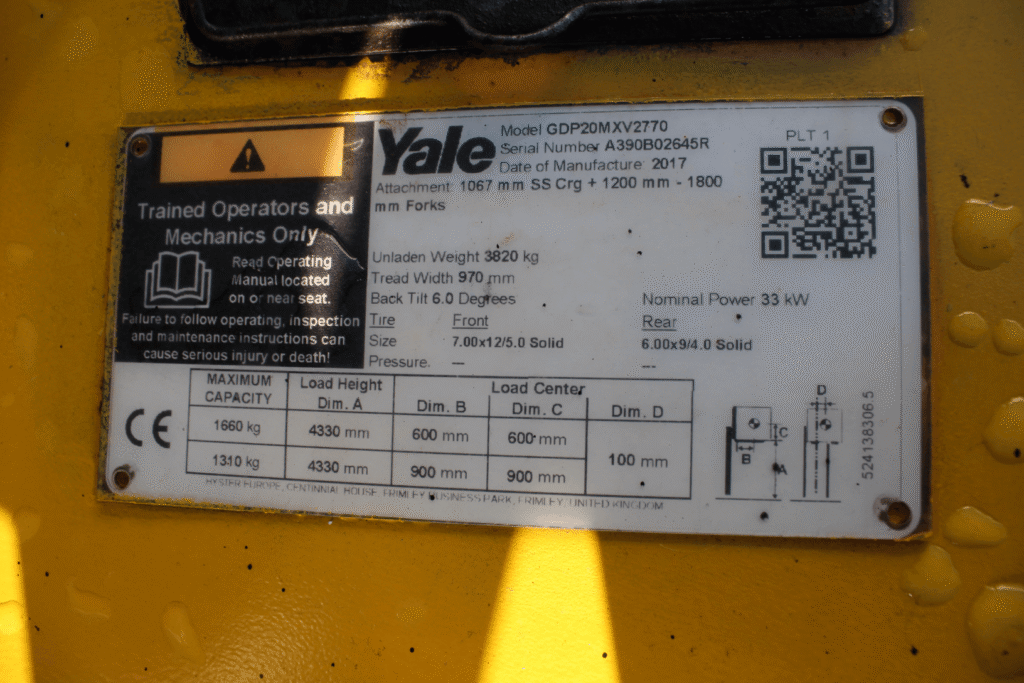 Trained Operators and
Mechanics Only
Read Operating
Manual located
on or near seat.
Failure to follow operating, inspection
and maintenance instructions can
cause serious injury or death!
Yale
Model GDP20MXV2770
Serial Number A390B02645R
Date of Manufacture 2017
Attachment: 1067 mm SS Crg + 1200 mm - 1800
mm Forks
PLT 1
Unladen Weight 3820 kg
Tread Width 970 mm
Back Tilt 6.0 Degrees
Nominal Power 33 kW
Tire Front Rear
Size 7.00x12/5.0 Solid 6.00x9/4.0 Solid
Pressure. --- ---
MAXIMUM CAPACITY Load Height Dim. A Load Center
Dim. B Dim. C Dim. D
1660 kg 4330 mm 600 mm 600 mm 100 mm
1310 kg 4330 mm 900 mm 900 mm
CE
D
C
B
A
524138306.5
HYSTER EUROPE, CENTINNIAL HOUSE, FRIMLEY BUSINESS PARK, FRIMLEY, UNITED KINGDOM